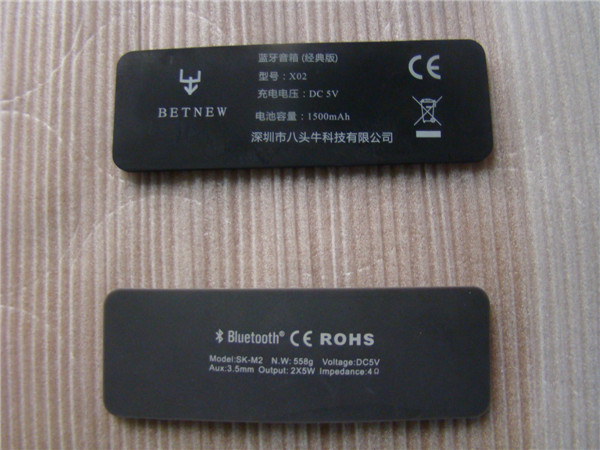 蓝牙音箱 (经典版)
型号：X02
充电电压：DC 5V
电池容量：1500mAh
深圳市八头牛科技有限公司
BETNEW
CE
Bluetooth® CE ROHS
Model:SK-M2 N.W: 558g Voltage:DC5V
Aux:3.5mm Output: 2X5W Impedance:4Ω